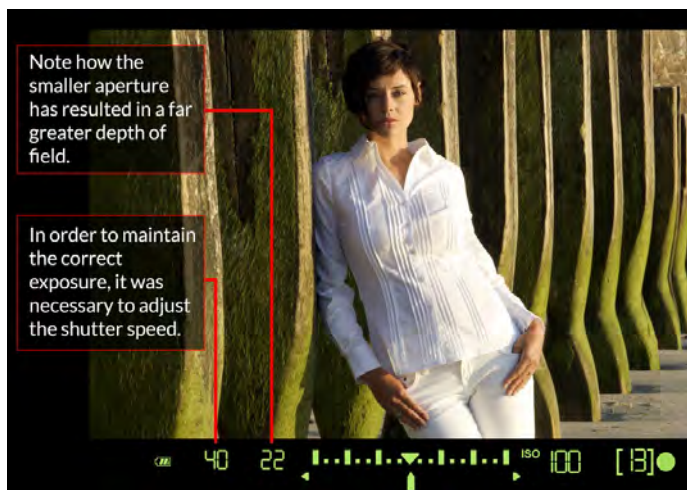 Note how the
smaller aperture
has resulted in a far
greater depth of
field.
In order to maintain
the correct
exposure, it was
necessary to adjust
the shutter speed.
40 22 ISO 100 [13]